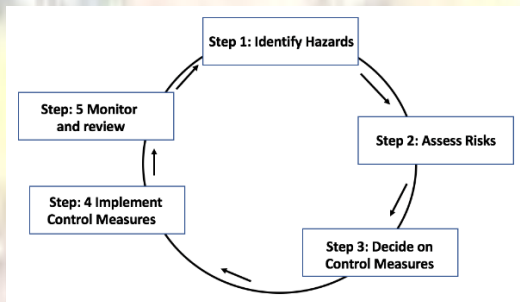 Step 1: Identify Hazards
Step 2: Assess Risks
Step 3: Decide on
Control Measures
Step: 4 Implement
Control Measures
Step: 5 Monitor
and review